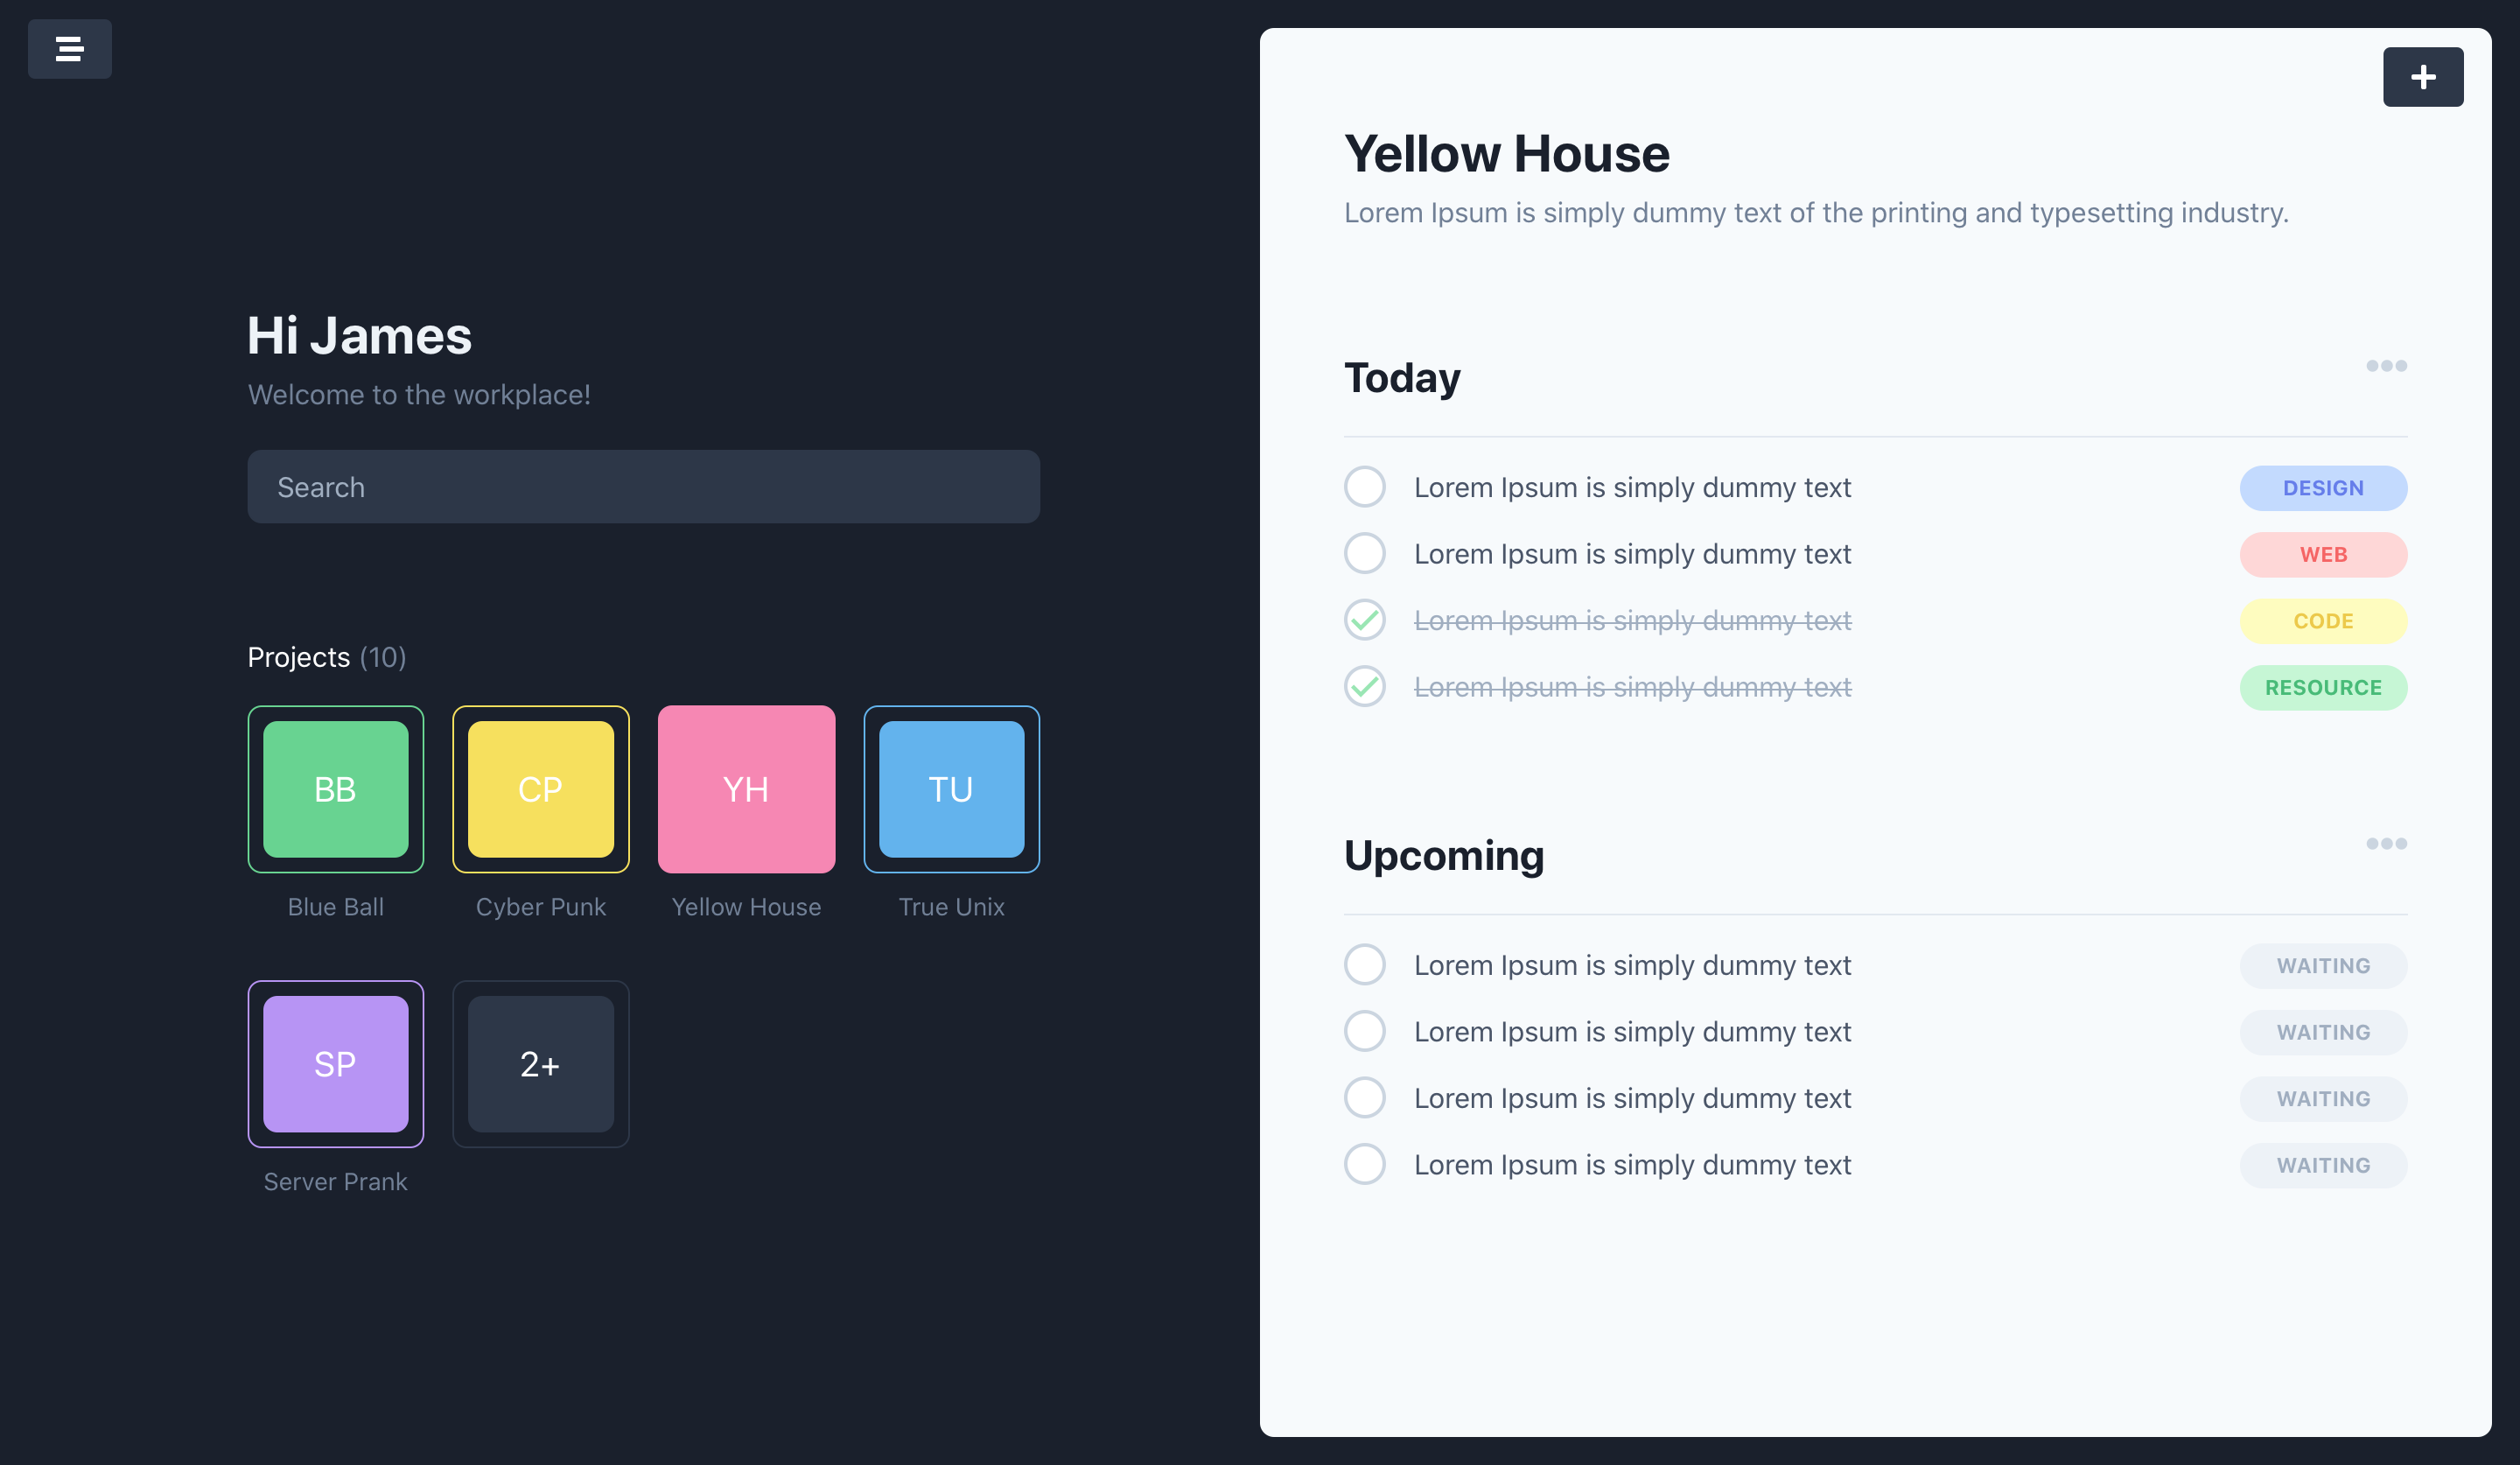 Hi James
Welcome to the workplace!
Search
Projects (10)
BB
CP
YH
TU
Blue Ball
Cyber Punk
Yellow House
True Unix
SP
2+
Server Prank
Yellow House
Lorem Ipsum is simply dummy text of the printing and typesetting industry.
Today
Lorem Ipsum is simply dummy text
DESIGN
Lorem Ipsum is simply dummy text
WEB
Lorem Ipsum is simply dummy text
CODE
Lorem Ipsum is simply dummy text
RESOURCE
Upcoming
Lorem Ipsum is simply dummy text
WAITING
Lorem Ipsum is simply dummy text
WAITING
Lorem Ipsum is simply dummy text
WAITING
Lorem Ipsum is simply dummy text
WAITING